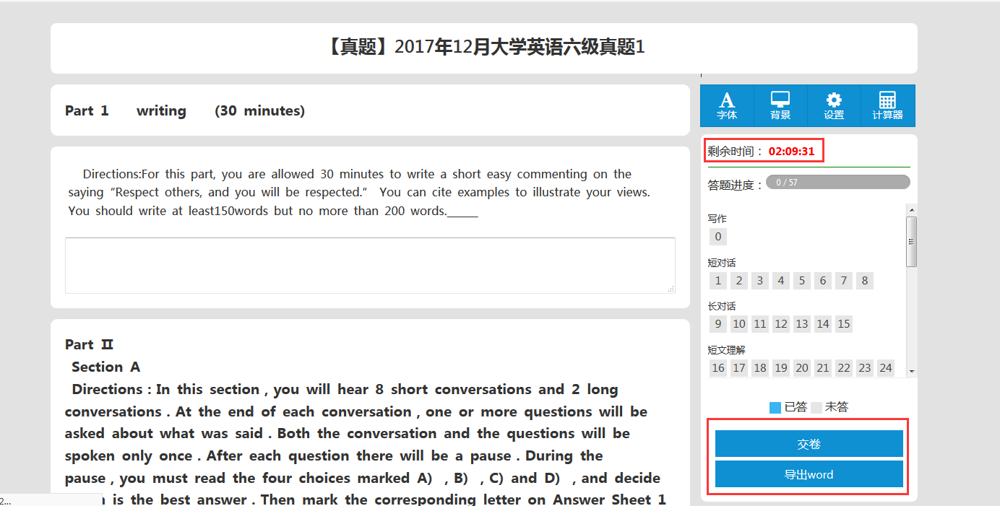 【真题】2017年12月大学英语六级真题1
Part 1 writing (30 minutes)
Directions:For this part, you are allowed 30 minutes to write a short easy commenting on the
saying “Respect others, and you will be respected.” You can cite examples to illustrate your views.
You should write at least150words but no more than 200 words.______
Part Ⅱ
Section A
Directions : In this section , you will hear 8 short conversations and 2 long
conversations . At the end of each conversation , one or more questions will be
asked about what was said . Both the conversation and the questions will be
spoken only once . After each question there will be a pause . During the
pause , you must read the four choices marked A) , B) , C) and D) , and decide
is the best answer . Then mark the corresponding letter on Answer Sheet 1
2...
字体 背景 设置 计算器
剩余时间： 02:09:31
答题进度： 0 / 57
写作
0
短对话
1 2 3 4 5 6 7 8
长对话
9 10 11 12 13 14 15
短文理解
16 17 18 19 20 21 22 23 24
已答 未答
交卷
导出word